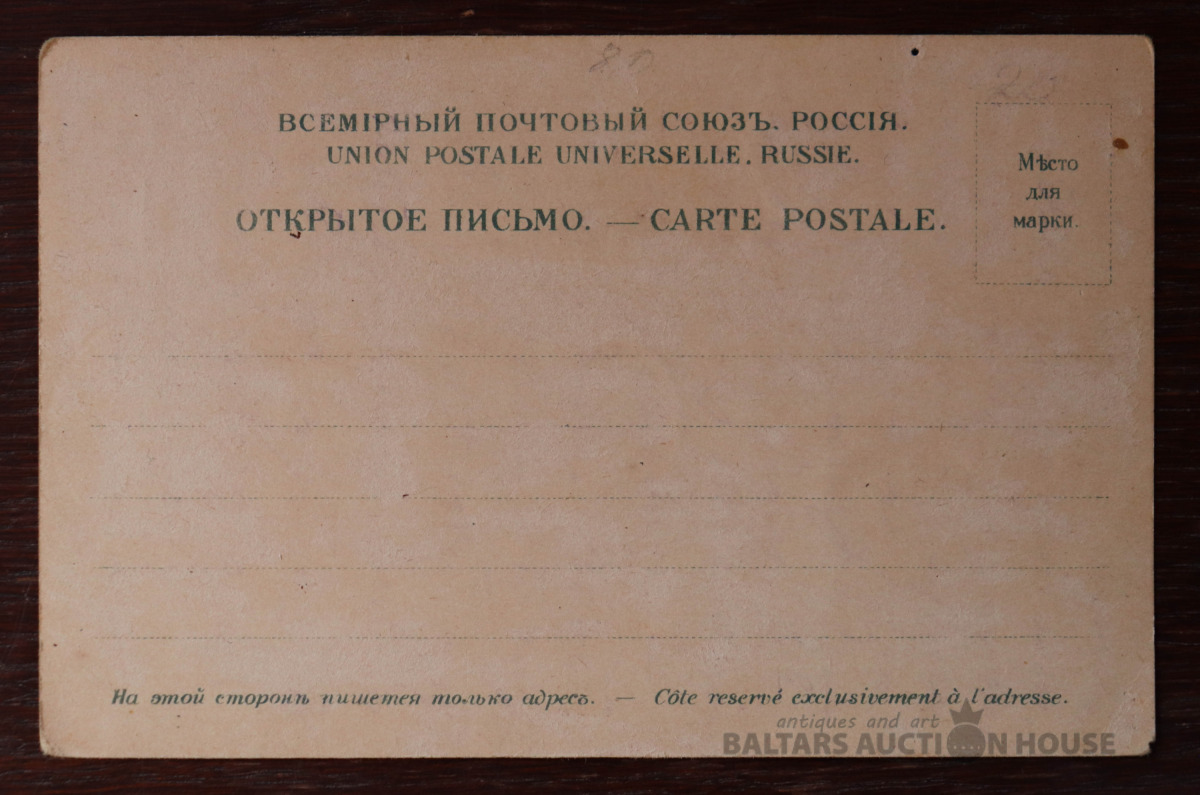 80
ВСЕМІРНЫЙ ПОЧТОВЫЙ СОЮЗЪ. РОССІЯ.
UNION POSTALE UNIVERSELLE. RUSSIE.
ОТКРЫТОЕ ПИСЬМО. — CARTE POSTALE.
Мѣсто
для
марки.
На этой сторонѣ пишется только адресъ. — Côte reservé exclusivement à l'adresse.
antiques and art
BALTARS AUCTION HOUSE